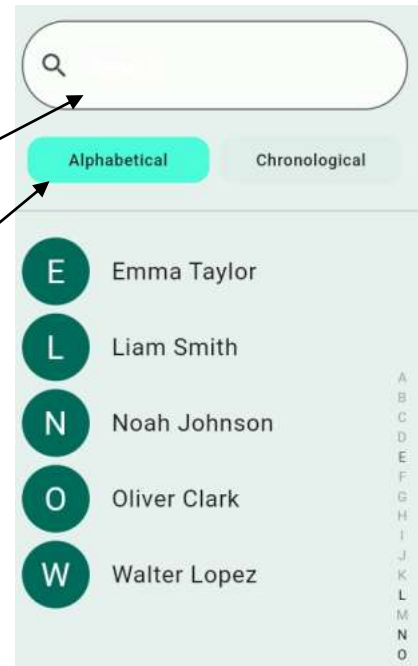 Alphabetical Chronological
E Emma Taylor
L Liam Smith
N Noah Johnson
O Oliver Clark
W Walter Lopez
A
B
C
D
E
F
G
H
I
J
K
L
M
N
O